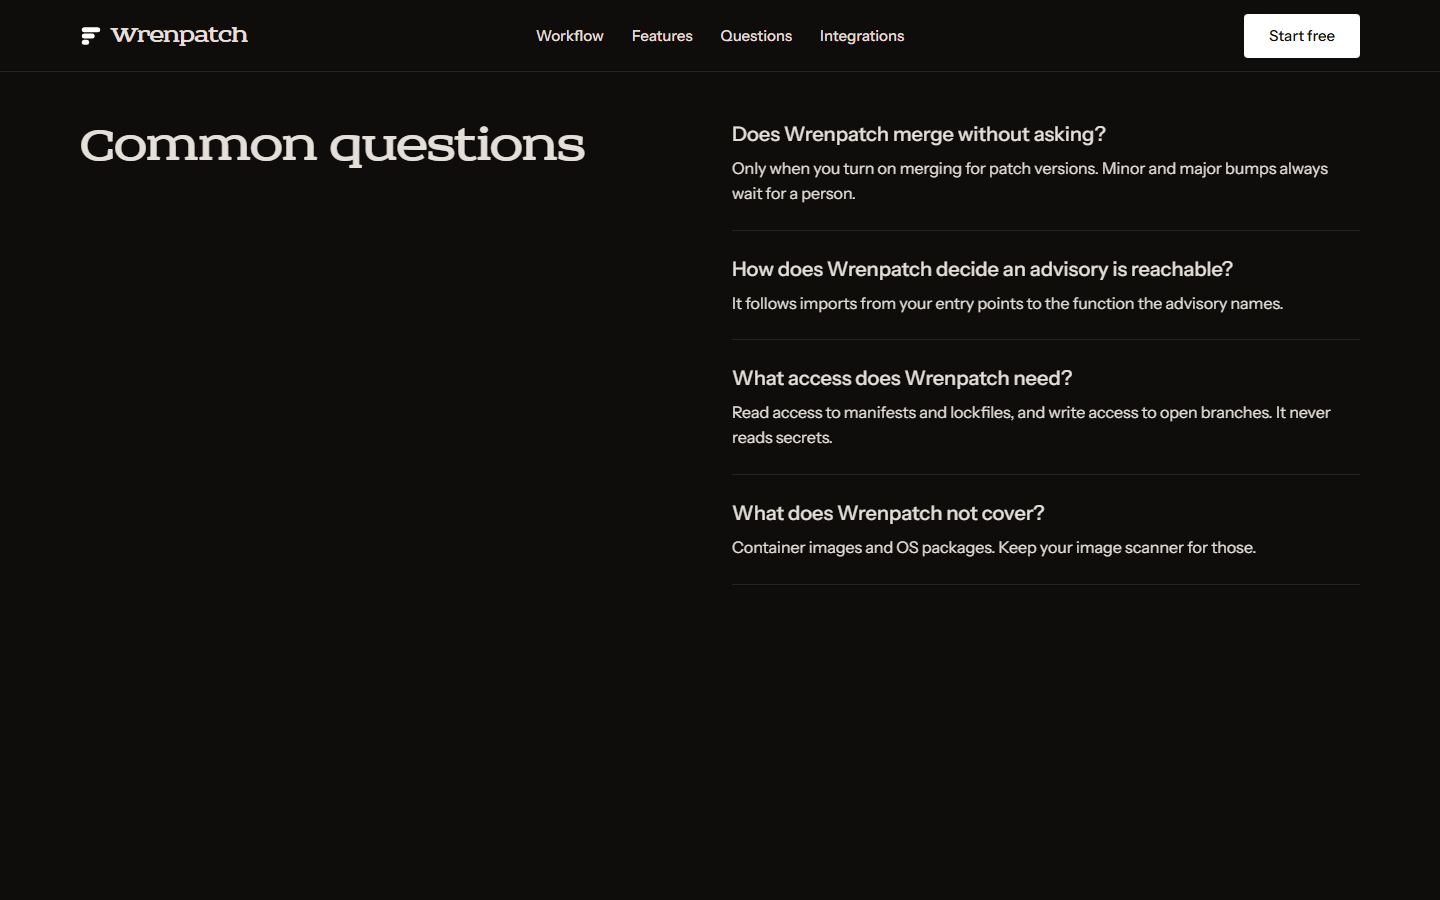 Wrenpatch
Workflow
Features
Questions
Integrations
Start free
Common questions
Does Wrenpatch merge without asking?
Only when you turn on merging for patch versions. Minor and major bumps always
wait for a person.
How does Wrenpatch decide an advisory is reachable?
It follows imports from your entry points to the function the advisory names.
What access does Wrenpatch need?
Read access to manifests and lockfiles, and write access to open branches. It never
reads secrets.
What does Wrenpatch not cover?
Container images and OS packages. Keep your image scanner for those.